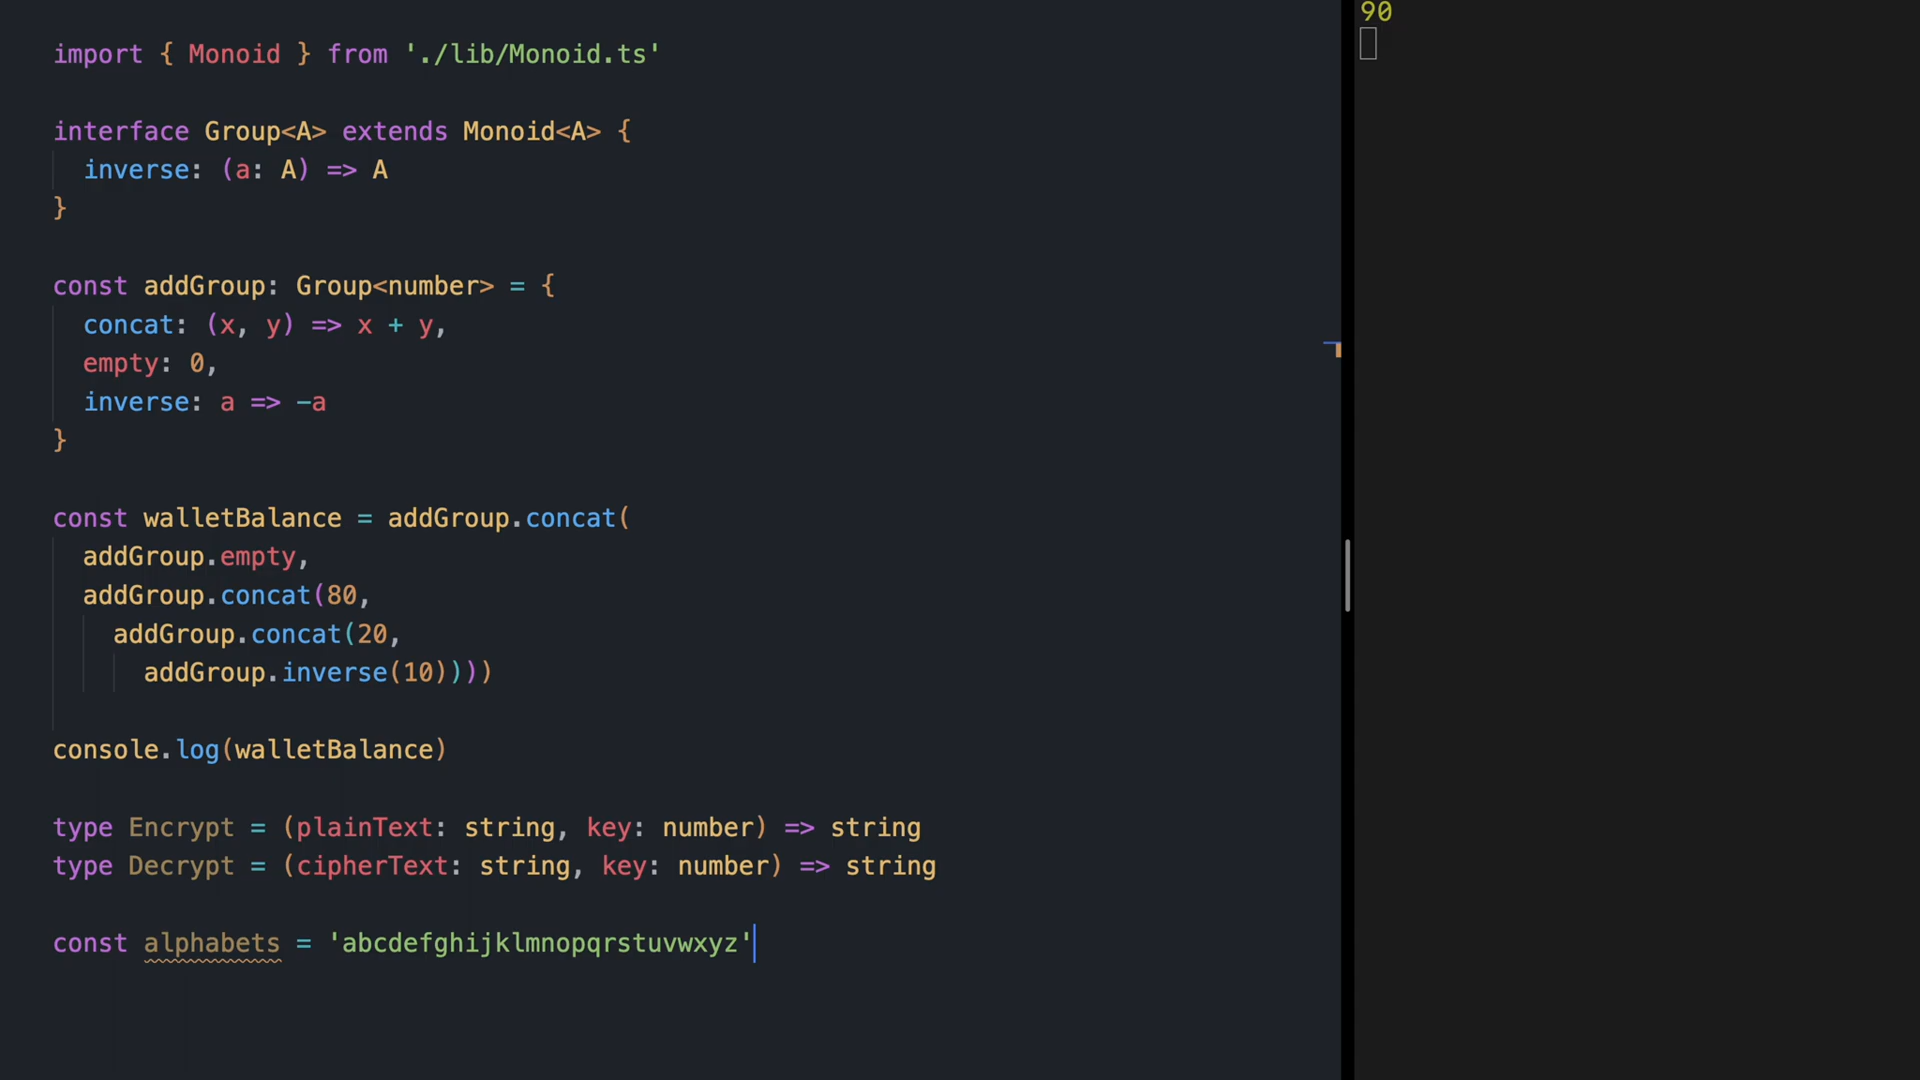 import { Monoid } from './lib/Monoid.ts'
interface Group<A> extends Monoid<A> {
  inverse: (a: A) => A
}
const addGroup: Group<number> = {
  concat: (x, y) => x + y,
  empty: 0,
  inverse: a => -a
}
const walletBalance = addGroup.concat(
  addGroup.empty,
  addGroup.concat(80,
    addGroup.concat(20,
      addGroup.inverse(10))))
console.log(walletBalance)
type Encrypt = (plainText: string, key: number) => string
type Decrypt = (cipherText: string, key: number) => string
const alphabets = 'abcdefghijklmnopqrstuvwxyz'
90